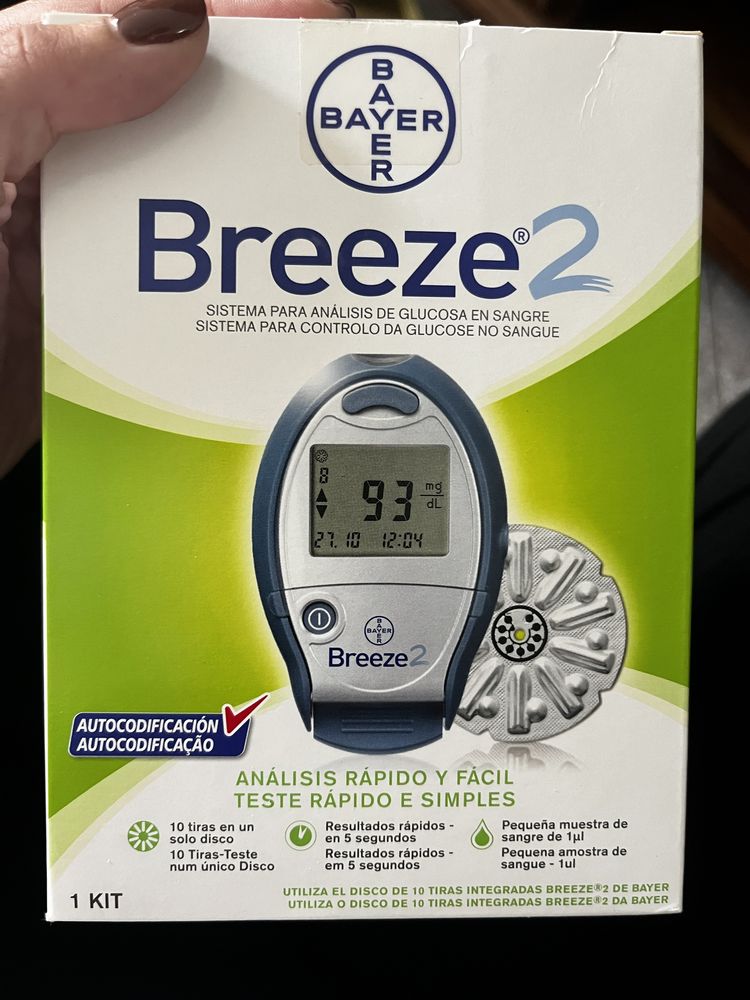 BAYER
BAYER
Breeze®2
SISTEMA PARA ANÁLISIS DE GLUCOSA EN SANGRE
SISTEMA PARA CONTROLO DA GLUCOSE NO SANGUE
8
93 mg/dL
27.10 12:04
BAYER
BAYER
Breeze2
AUTOCODIFICACIÓN
AUTOCODIFICAÇÃO
ANÁLISIS RÁPIDO Y FÁCIL
TESTE RÁPIDO E SIMPLES
10 tiras en un
solo disco
10 Tiras-Teste
num único Disco
Resultados rápidos -
en 5 segundos
Resultados rápidos -
em 5 segundos
Pequeña muestra de
sangre de 1µl
Pequena amostra de
sangue - 1ul
1 KIT
UTILIZA EL DISCO DE 10 TIRAS INTEGRADAS BREEZE®2 DE BAYER
UTILIZA O DISCO DE 10 TIRAS INTEGRADAS BREEZE®2 DA BAYER